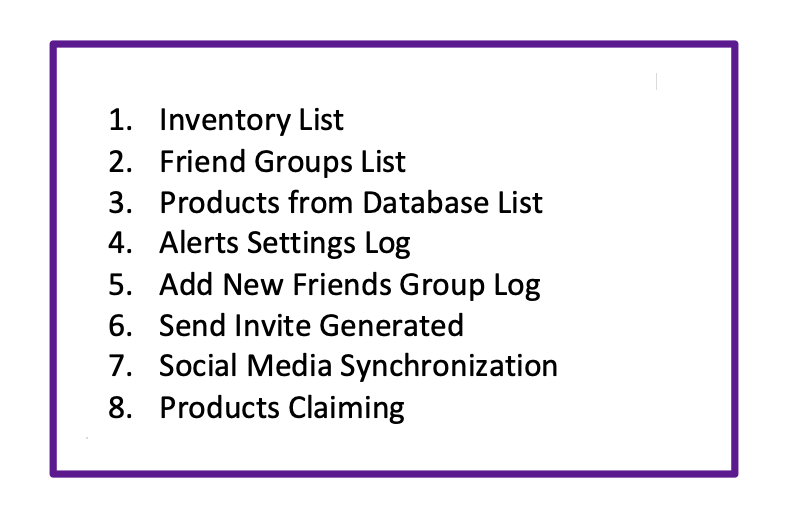 1. Inventory List
2. Friend Groups List
3. Products from Database List
4. Alerts Settings Log
5. Add New Friends Group Log
6. Send Invite Generated
7. Social Media Synchronization
8. Products Claiming